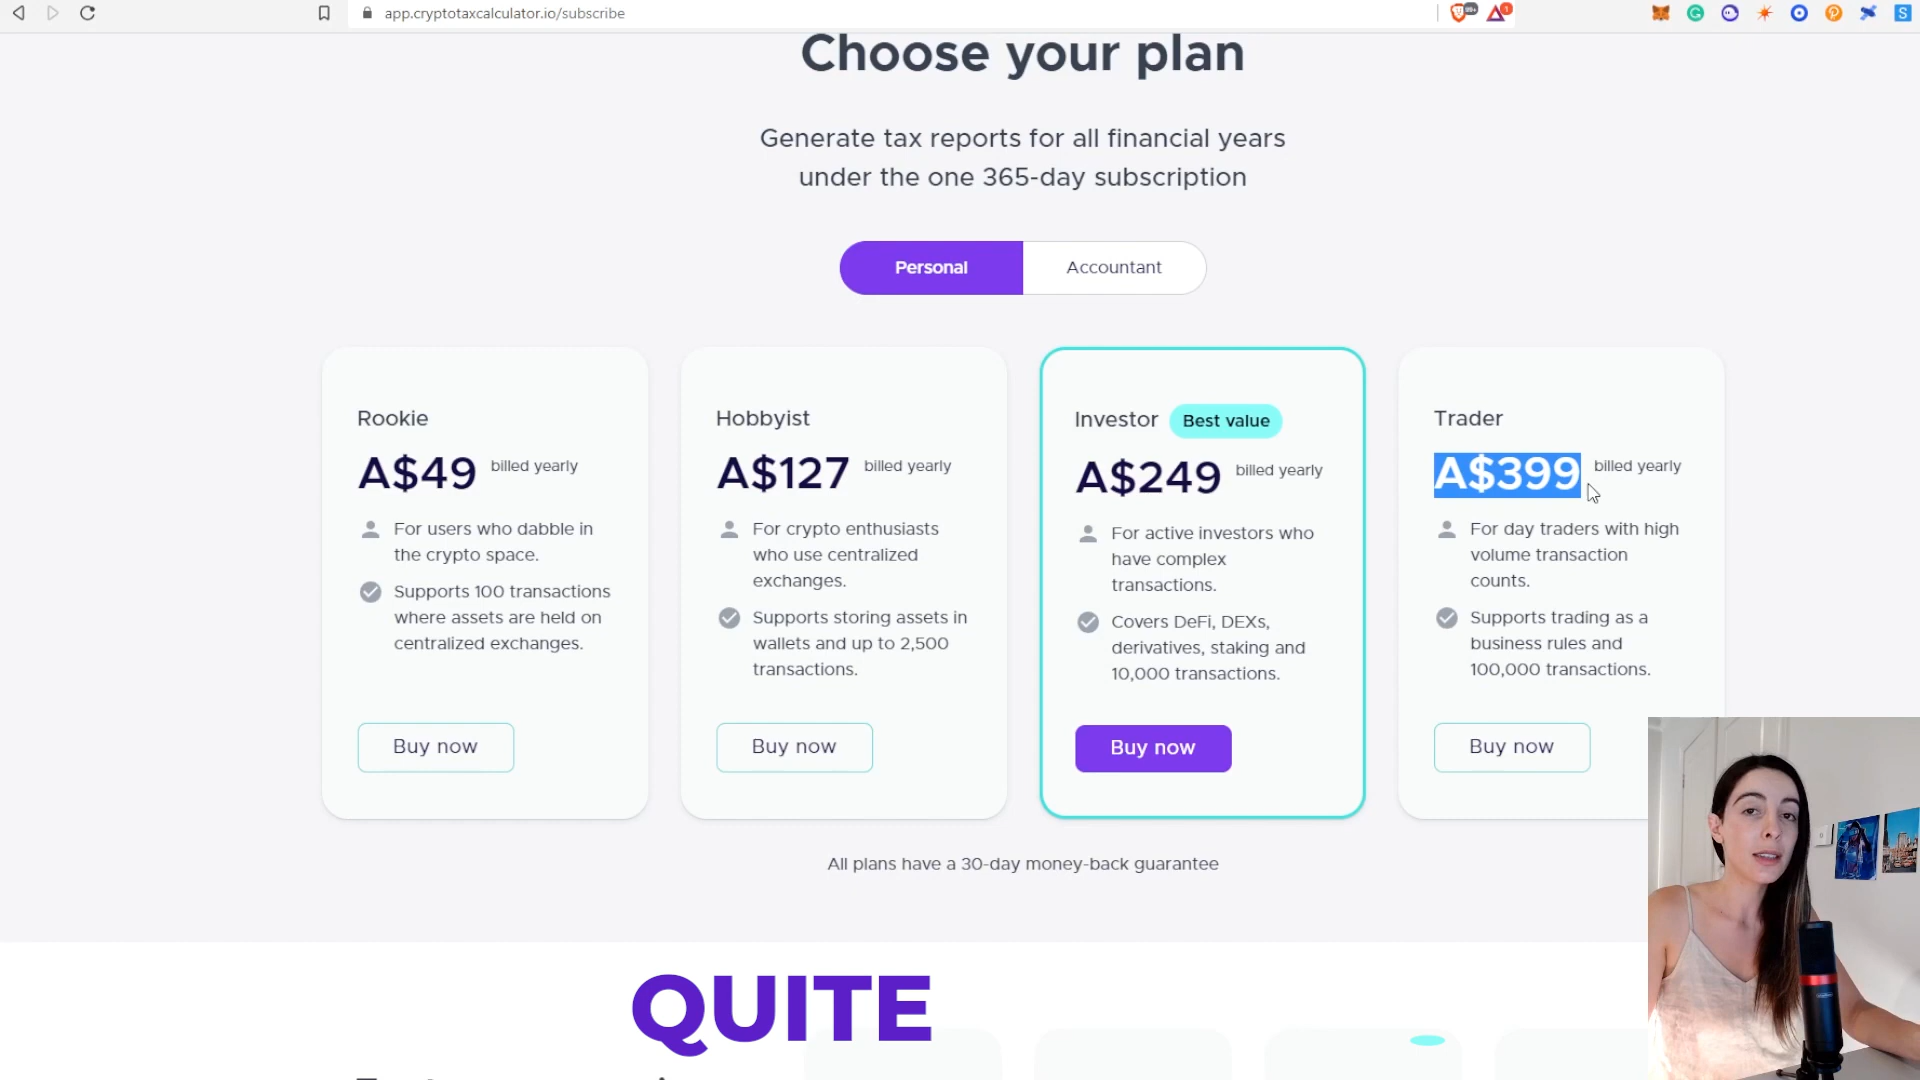 app.cryptotaxcalculator.io/subscribe
99+
1
G
S
Choose your plan
Generate tax reports for all financial years
under the one 365-day subscription
Personal
Accountant
Rookie
A$49 billed yearly
For users who dabble in
the crypto space.
Supports 100 transactions
where assets are held on
centralized exchanges.
Buy now
Hobbyist
A$127 billed yearly
For crypto enthusiasts
who use centralized
exchanges.
Supports storing assets in
wallets and up to 2,500
transactions.
Buy now
Investor Best value
A$249 billed yearly
For active investors who
have complex
transactions.
Covers DeFi, DEXs,
derivatives, staking and
10,000 transactions.
Buy now
Trader
A$399 billed yearly
For day traders with high
volume transaction
counts.
Supports trading as a
business rules and
100,000 transactions.
Buy now
All plans have a 30-day money-back guarantee
QUITE